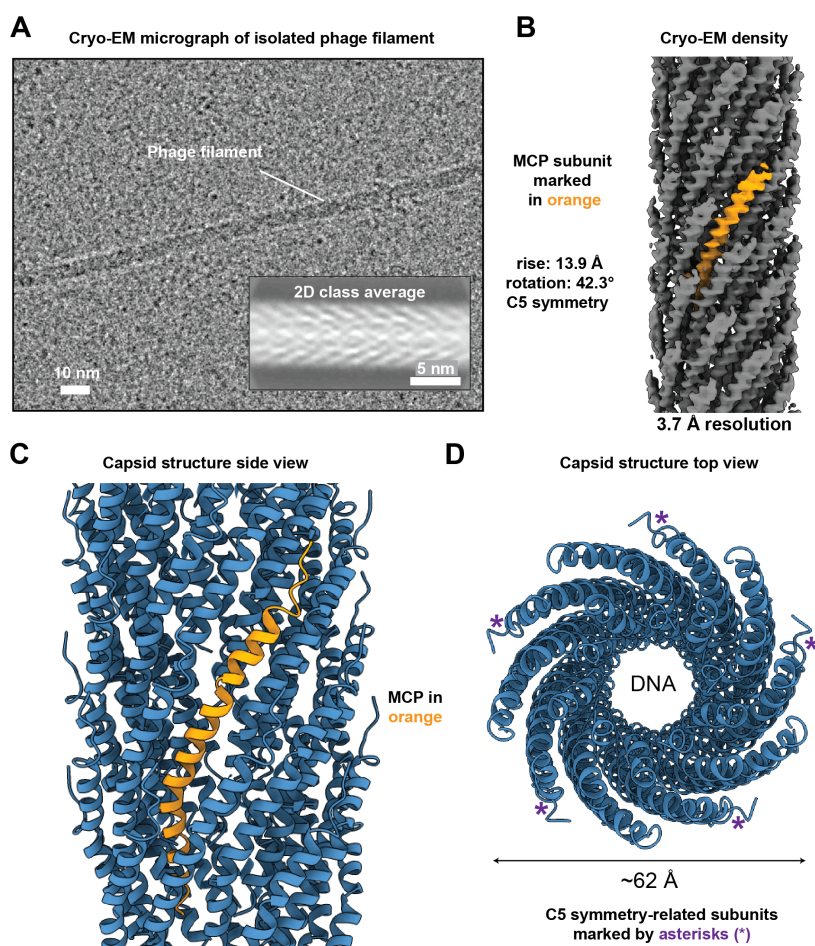 A
Cryo-EM micrograph of isolated phage filament
Phage filament
2D class average
10 nm
5 nm
B
Cryo-EM density
MCP subunit
marked
in orange
rise: 13.9 Å
rotation: 42.3°
C5 symmetry
3.7 Å resolution
C
Capsid structure side view
MCP in
orange
D
Capsid structure top view
*
*
*
DNA
*
*
~62 Å
C5 symmetry-related subunits
marked by asterisks (*)